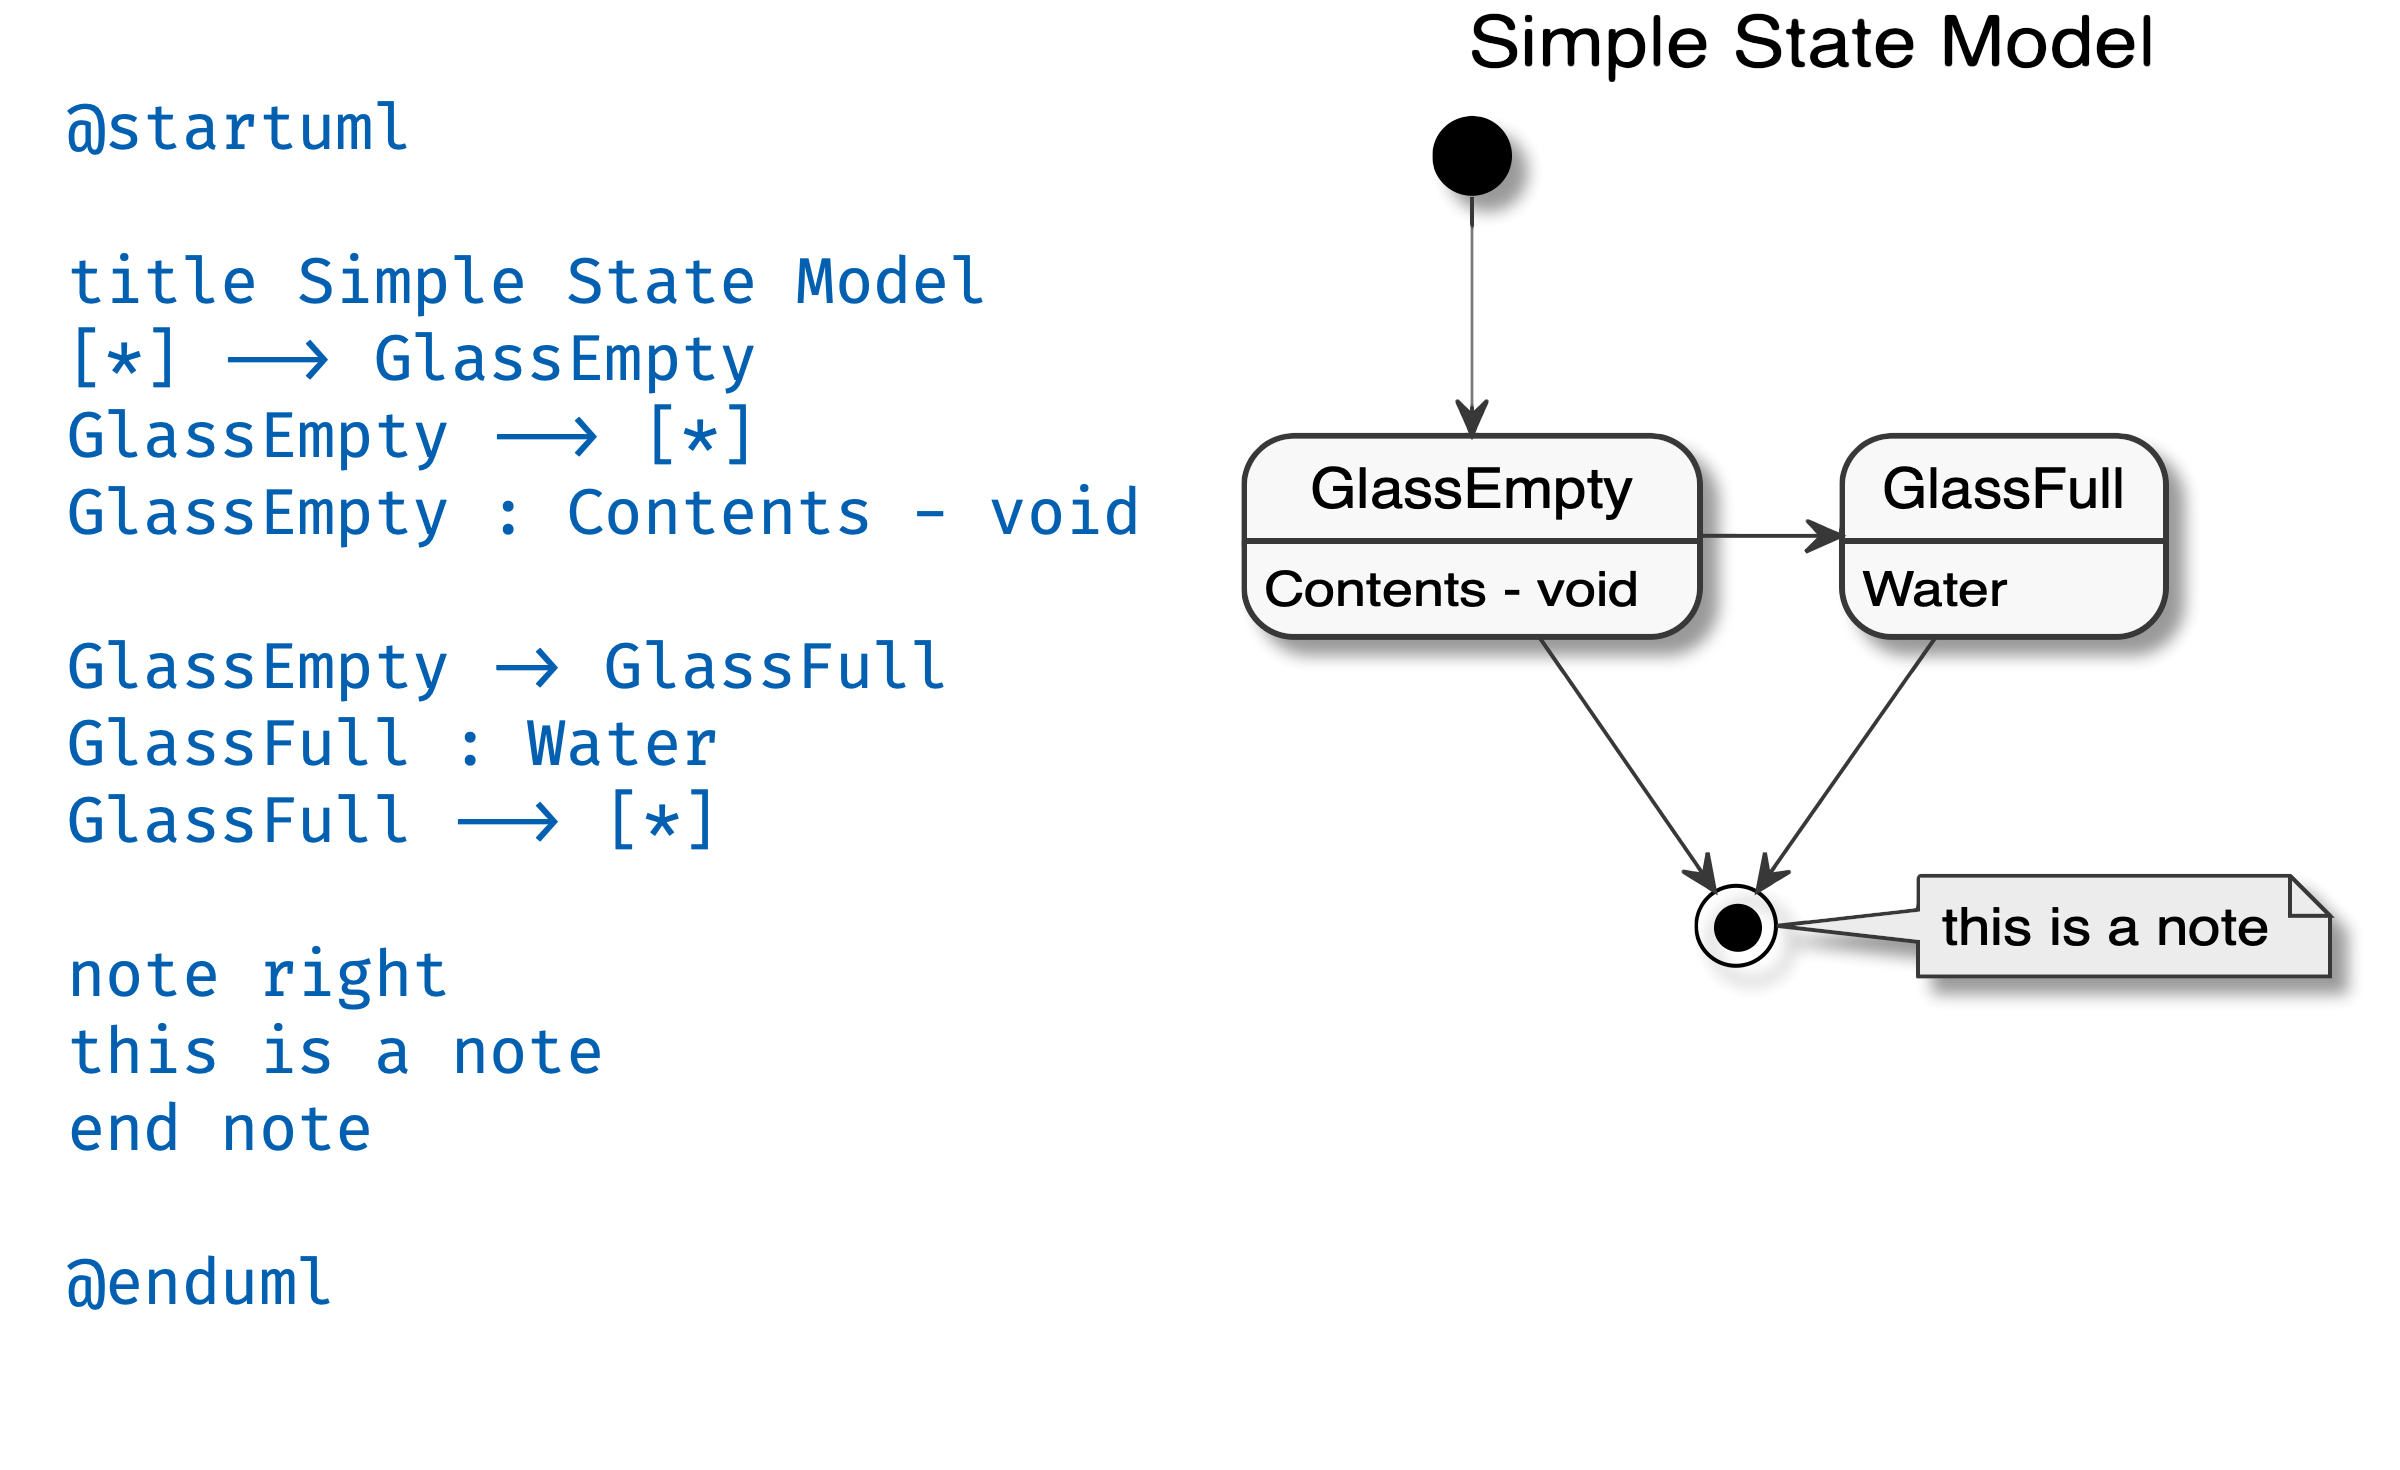 @startuml
title Simple State Model
[*] --> GlassEmpty
GlassEmpty --> [*]
GlassEmpty : Contents - void
GlassEmpty -> GlassFull
GlassFull : Water
GlassFull --> [*]
note right
this is a note
end note
@enduml
Simple State Model
GlassEmpty
Contents - void
GlassFull
Water
this is a note